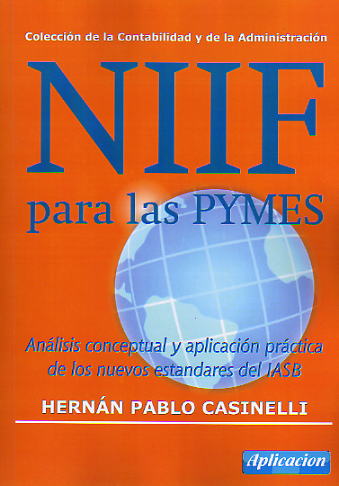 Colección de la Contabilidad y de la Administración
NIIF
para las PYMES
Análisis conceptual y aplicación práctica
de los nuevos estandares del IASB
HERNÁN PABLO CASINELLI
Aplicacion